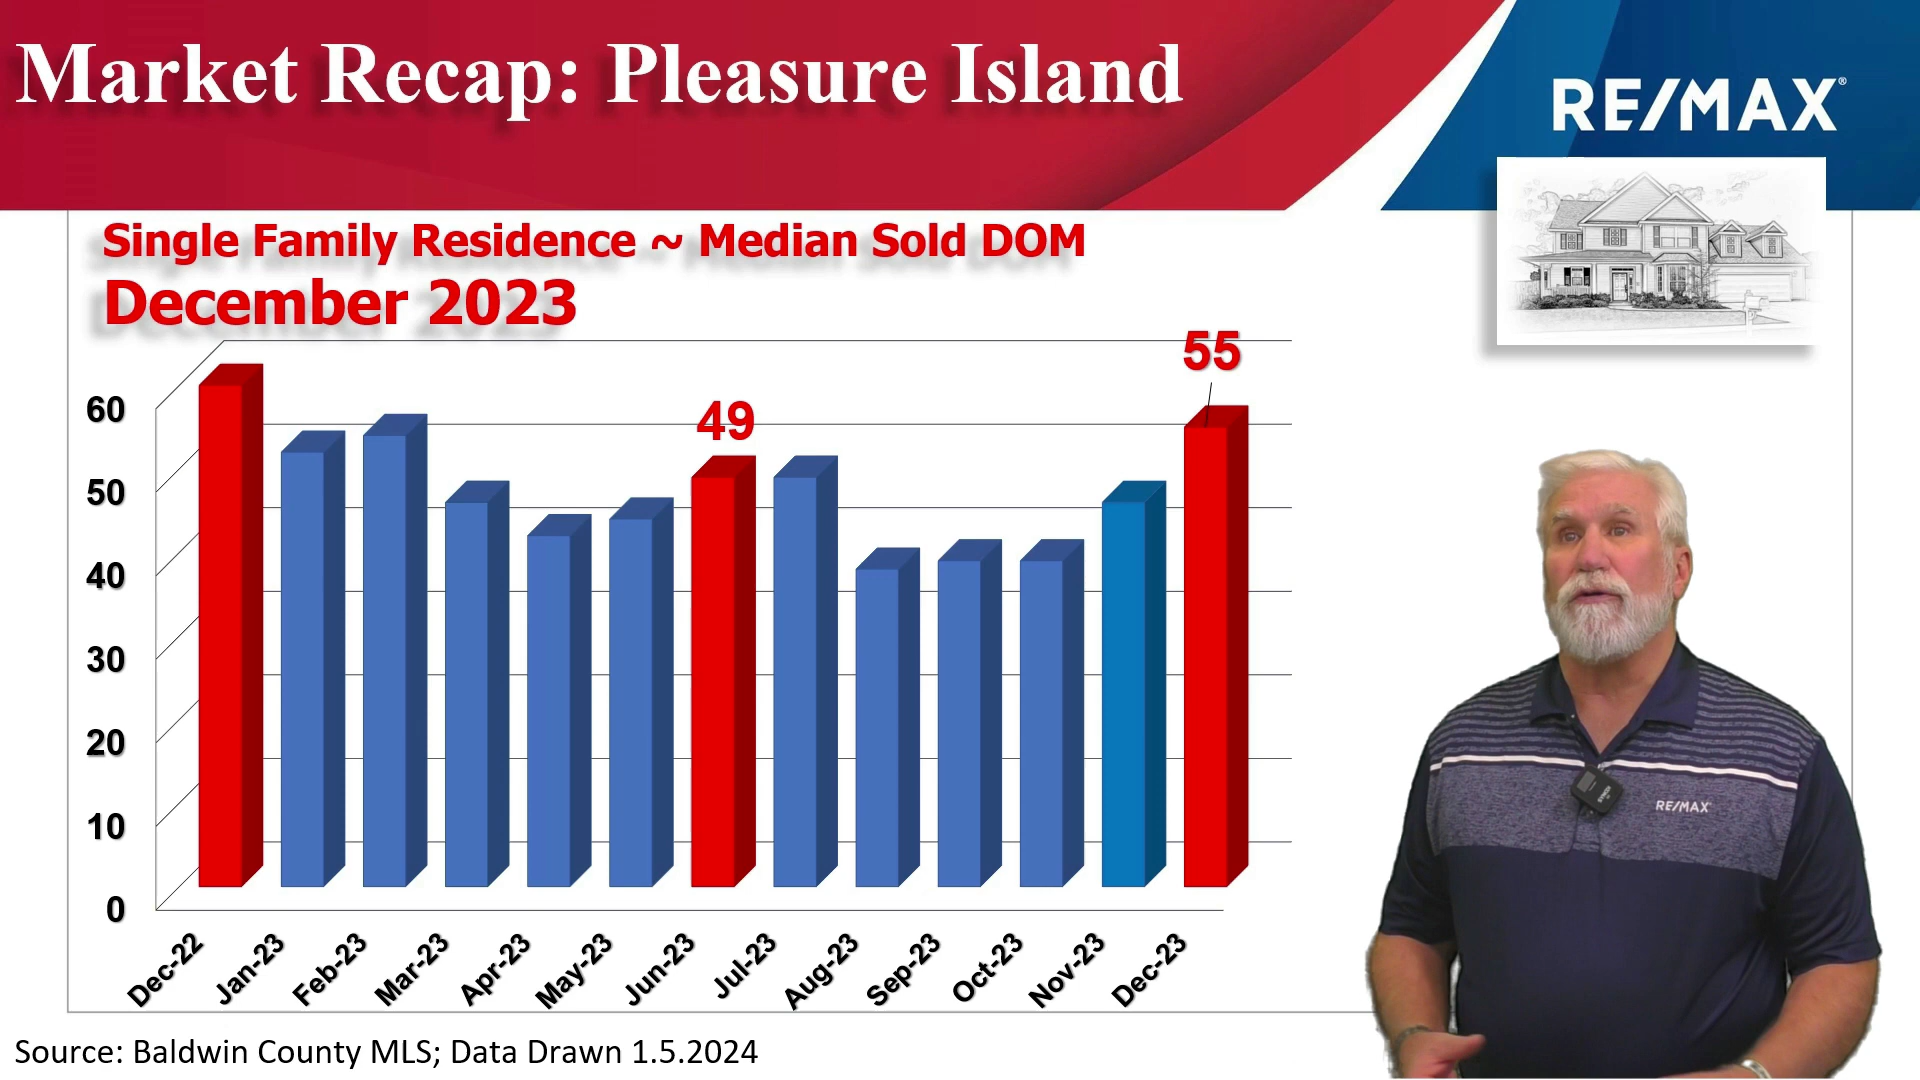 Market Recap: Pleasure Island
RE/MAX®
Single Family Residence ~ Median Sold DOM
December 2023
55
49
60
50
40
30
20
10
0
Dec-22
Jan-23
Feb-23
Mar-23
Apr-23
May-23
Jun-23
Jul-23
Aug-23
Sep-23
Oct-23
Nov-23
Dec-23
RE/MAX
Source: Baldwin County MLS; Data Drawn 1.5.2024